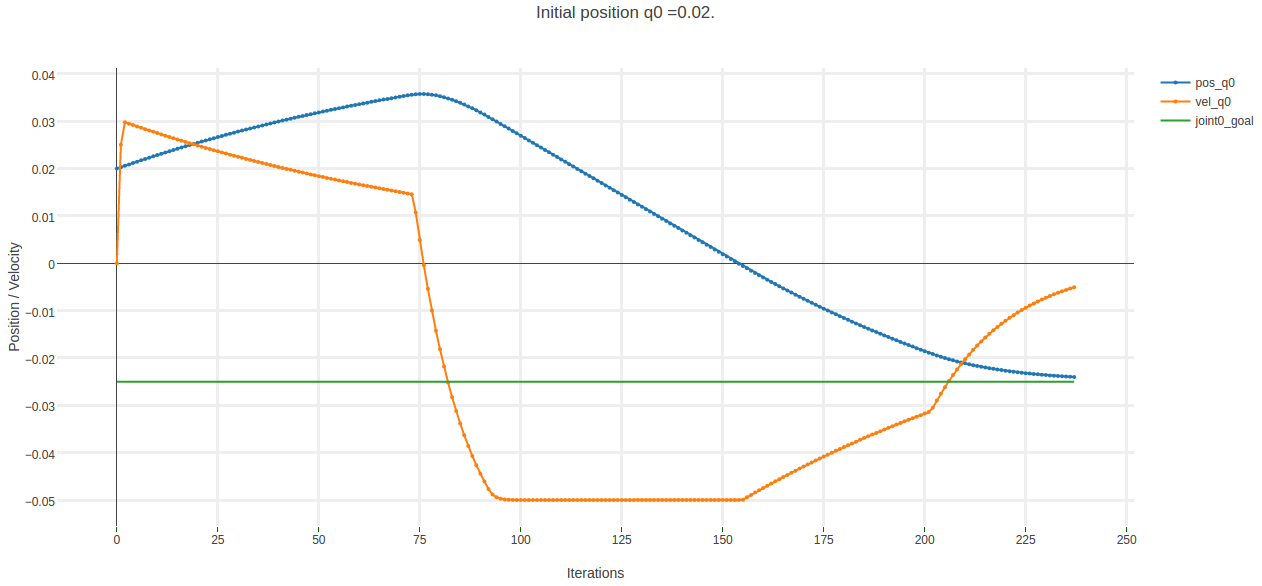 Initial position q0 =0.02.
pos_q0
vel_q0
joint0_goal
Position / Velocity
0.04
0.03
0.02
0.01
0
−0.01
−0.02
−0.03
−0.04
−0.05
0 25 50 75 100 125 150 175 200 225 250
Iterations